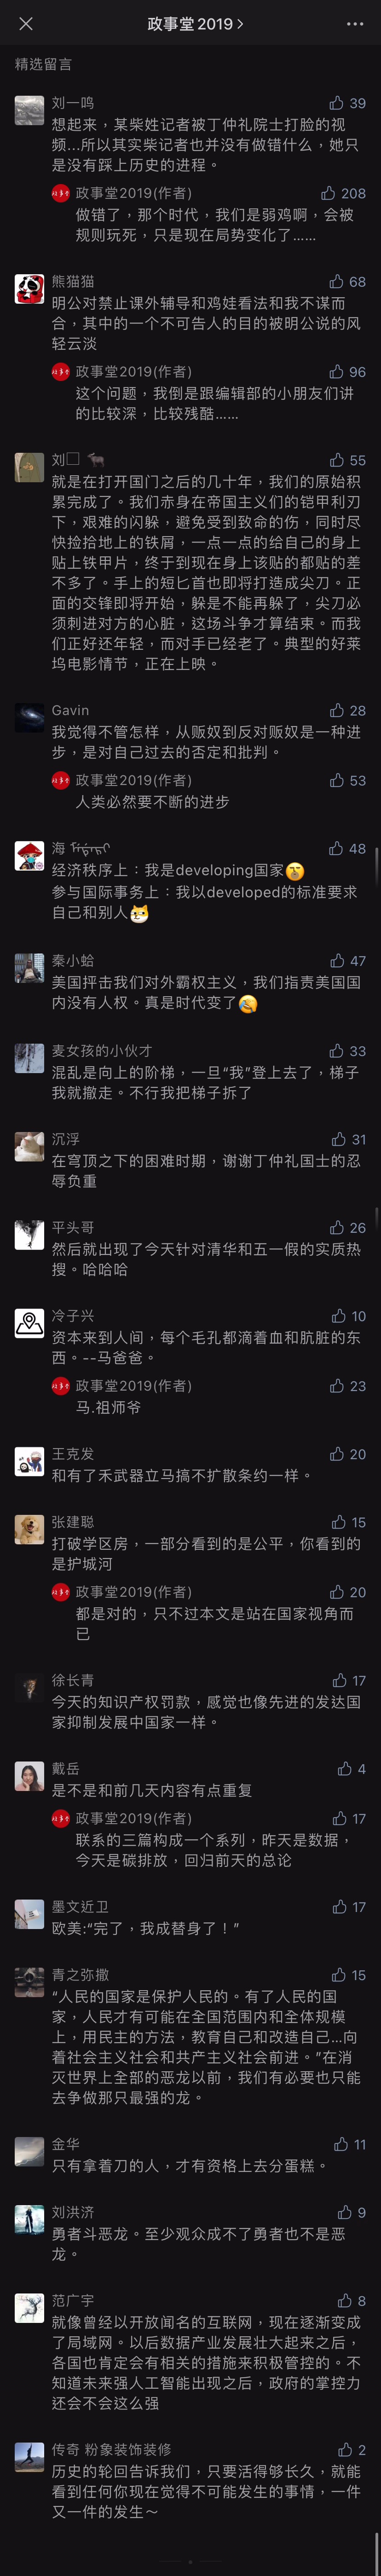 政事堂2019
精选留言
刘一鸣
39
想起来，某柴姓记者被丁仲礼院士打脸的视
频...所以其实柴记者也并没有做错什么，她只
是没有踩上历史的进程。
政事堂2019(作者)
208
做错了，那个时代，我们是弱鸡啊，会被
规则玩死，只是现在局势变化了……
熊猫猫
68
明公对禁止课外辅导和鸡娃看法和我不谋而
合，其中的一个不可告人的目的被明公说的风
轻云淡
政事堂2019(作者)
96
这个问题，我倒是跟编辑部的小朋友们讲
的比较深，比较残酷……
刘
55
就是在打开国门之后的几十年，我们的原始积
累完成了。我们赤身在帝国主义们的铠甲利刃
下，艰难的闪躲，避免受到致命的伤，同时尽
快捡拾地上的铁屑，一点一点的给自己的身上
贴上铁甲片，终于到现在身上该贴的都贴的差
不多了。手上的短匕首也即将打造成尖刀。正
面的交锋即将开始，躲是不能再躲了，尖刀必
须刺进对方的心脏，这场斗争才算结束。而我
们正好还年轻，而对手已经老了。典型的好莱
坞电影情节，正在上映。
Gavin
28
我觉得不管怎样，从贩奴到反对贩奴是一种进
步，是对自己过去的否定和批判。
政事堂2019(作者)
53
人类必然要不断的进步
海
48
经济秩序上：我是developing国家😭
参与国际事务上：我以developed的标准要求
自己和别人😼
秦小蛤
47
美国抨击我们对外霸权主义，我们指责美国国
内没有人权。真是时代变了🤣
麦女孩的小伙才
33
混乱是向上的阶梯，一旦“我”登上去了，梯子
我就撤走。不行我把梯子拆了
沉浮
31
在穹顶之下的困难时期，谢谢丁仲礼国士的忍
辱负重
平头哥
26
然后就出现了今天针对清华和五一假的实质热
搜。哈哈哈
冷子兴
10
资本来到人间，每个毛孔都滴着血和肮脏的东
西。--马爸爸。
政事堂2019(作者)
23
马.祖师爷
王克发
20
和有了禾武器立马搞不扩散条约一样。
张建聪
15
打破学区房，一部分看到的是公平，你看到的
是护城河
政事堂2019(作者)
20
都是对的，只不过本文是站在国家视角而
已
徐长青
17
今天的知识产权罚款，感觉也像先进的发达国
家抑制发展中国家一样。
戴岳
4
是不是和前几天内容有点重复
政事堂2019(作者)
17
联系的三篇构成一个系列，昨天是数据，
今天是碳排放，回归前天的总论
墨文近卫
17
欧美:“完了，我成替身了！”
青之弥撒
15
“人民的国家是保护人民的。有了人民的国
家，人民才有可能在全国范围内和全体规模
上，用民主的方法，教育自己和改造自己...向
着社会主义社会和共产主义社会前进。”在消
灭世界上全部的恶龙以前，我们有必要也只能
去争做那只最强的龙。
金华
11
只有拿着刀的人，才有资格上去分蛋糕。
刘洪济
9
勇者斗恶龙。至少观众成不了勇者也不是恶
龙。
范广宇
8
就像曾经以开放闻名的互联网，现在逐渐变成
了局域网。以后数据产业发展壮大起来之后，
各国也肯定会有相关的措施来积极管控的。不
知道未来强人工智能出现之后，政府的掌控力
还会不会这么强
传奇 粉象装饰装修
2
历史的轮回告诉我们，只要活得够长久，就能
看到任何你现在觉得不可能发生的事情，一件
又一件的发生～